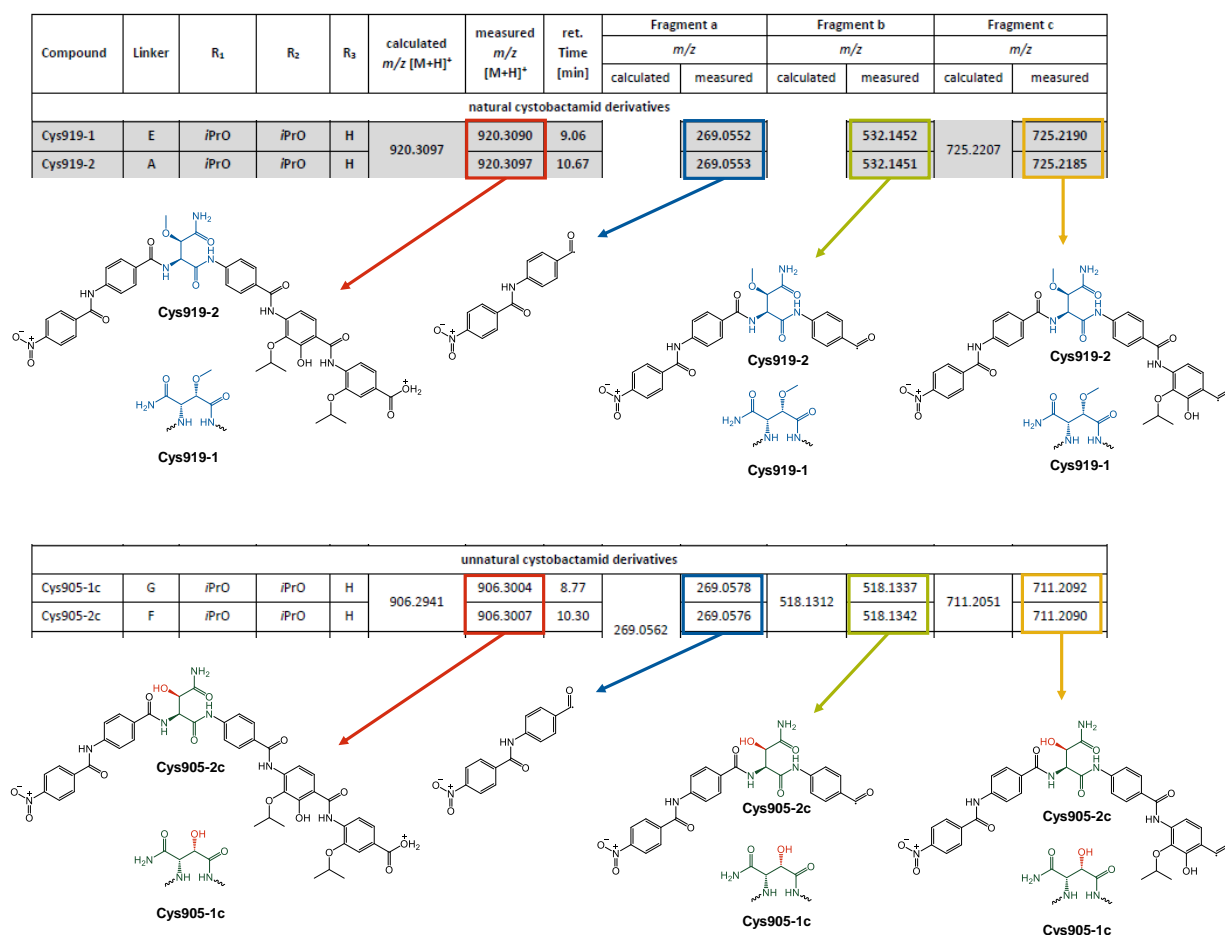 Compound Linker R1 R2 R3 calculated m/z [M+H]+ measured m/z [M+H]+ ret. Time [min] Fragment a Fragment b Fragment c
m/z m/z m/z
calculated measured calculated measured calculated measured
natural cystobactamid derivatives
Cys919-1 E iPrO iPrO H 920.3097 920.3090 9.06 269.0552 532.1452 725.2207 725.2190
Cys919-2 A iPrO iPrO H 920.3097 10.67 269.0553 532.1451 725.2185
Cys919-2
Cys919-1
Cys919-2
Cys919-1
Cys919-2
Cys919-1
unnatural cystobactamid derivatives
Cys905-1c G iPrO iPrO H 906.2941 906.3004 8.77 269.0562 269.0578 518.1312 518.1337 711.2051 711.2092
Cys905-2c F iPrO iPrO H 906.3007 10.30 269.0576 518.1342 711.2090
Cys905-2c
Cys905-1c
Cys905-2c
Cys905-1c
Cys905-2c
Cys905-1c